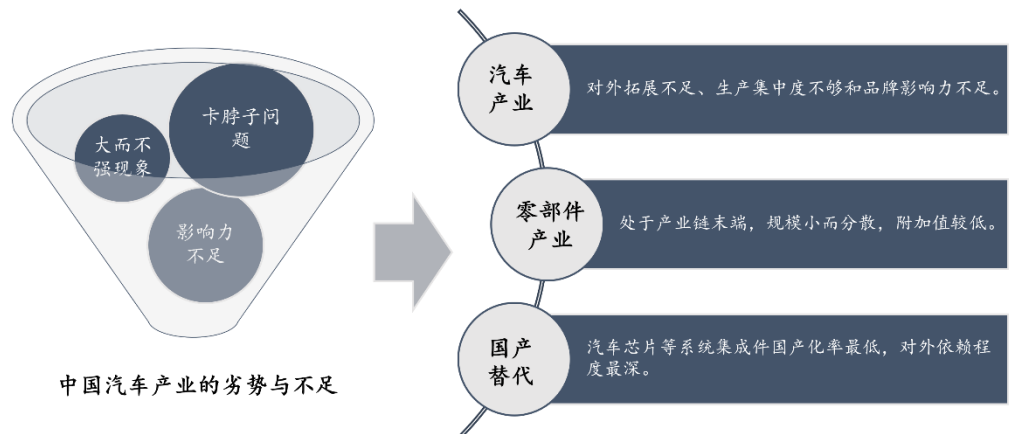 卡脖子问
题
大而不
强现象
影响力
不足
中国汽车产业的劣势与不足
汽车
产业
对外拓展不足、生产集中度不够和品牌影响力不足。
零部件
产业
处于产业链末端，规模小而分散，附加值较低。
国产
替代
汽车芯片等系统集成件国产化率最低，对外依赖程
度最深。